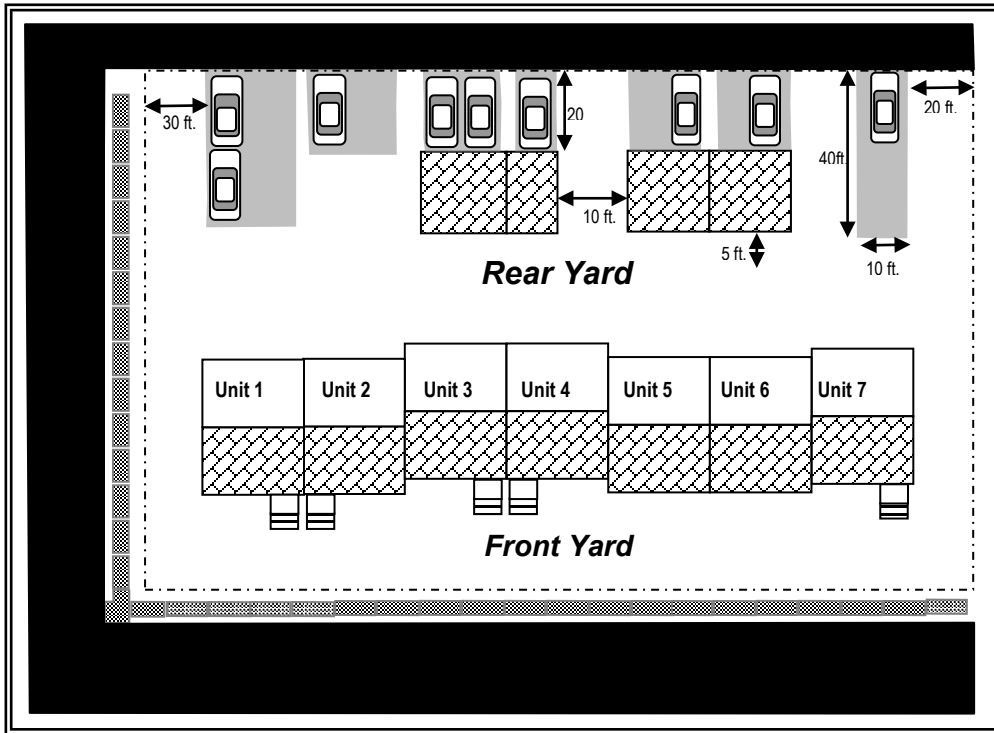 30 ft.
20
20 ft.
40ft.
10 ft.
5 ft.
10 ft.
Rear Yard
Unit 1
Unit 2
Unit 3
Unit 4
Unit 5
Unit 6
Unit 7
Front Yard